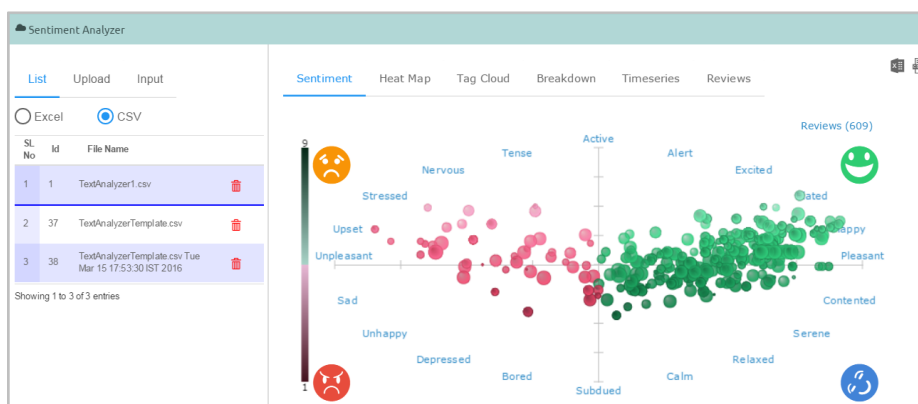 Sentiment Analyzer
List Upload Input
Excel CSV
SL No Id File Name
1 1 TextAnalyzer1.csv
2 37 TextAnalyzerTemplate.csv
3 38 TextAnalyzerTemplate.csv Tue
Mar 15 17:53:30 IST 2016
Showing 1 to 3 of 3 entries
Sentiment Heat Map Tag Cloud Breakdown Timeseries Reviews
Reviews (609)
9
Active
Tense Alert
Nervous Excited
Stressed
Upset
Unpleasant Pleasant
Sad Contented
Unhappy Serene
Depressed Relaxed
Bored Calm
1
Subdued